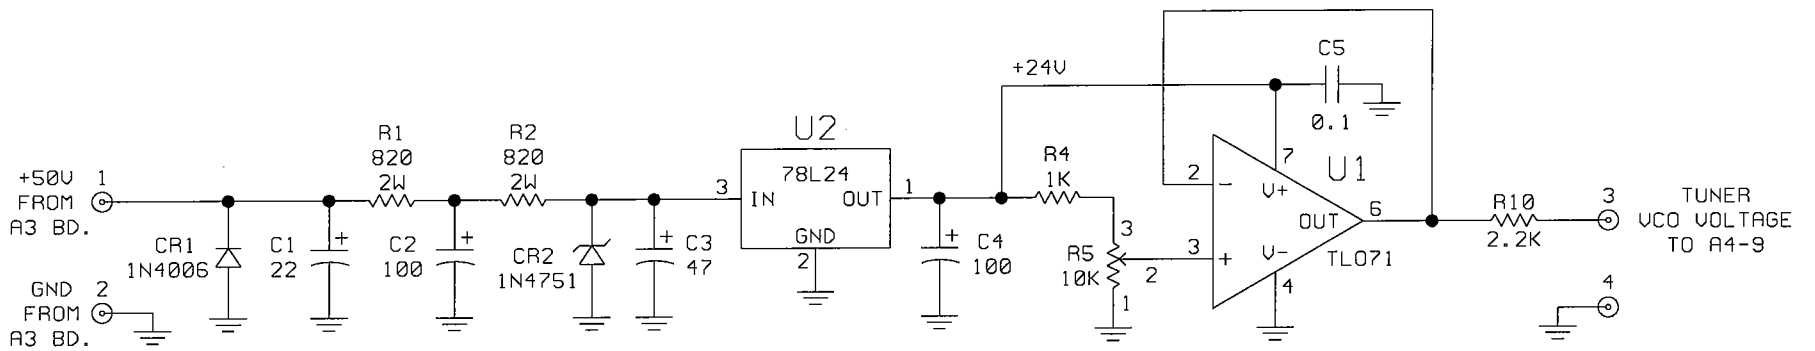 +50V 1
FROM
A3 BD.
GND 2
FROM
A3 BD.
CR1
1N4006
C1
22
R1
820
2W
C2
100
R2
820
2W
CR2
1N4751
C3
47
U2
78L24
3
IN
OUT
1
GND
2
C4
100
+24V
R4
1K
3
R5
10K
2
1
C5
0.1
7
U1
2
-
V+
OUT
6
3
+
V-
TL071
4
R10
2.2K
3
TUNER
VCO VOLTAGE
TO A4-9
4
+
+
+
+